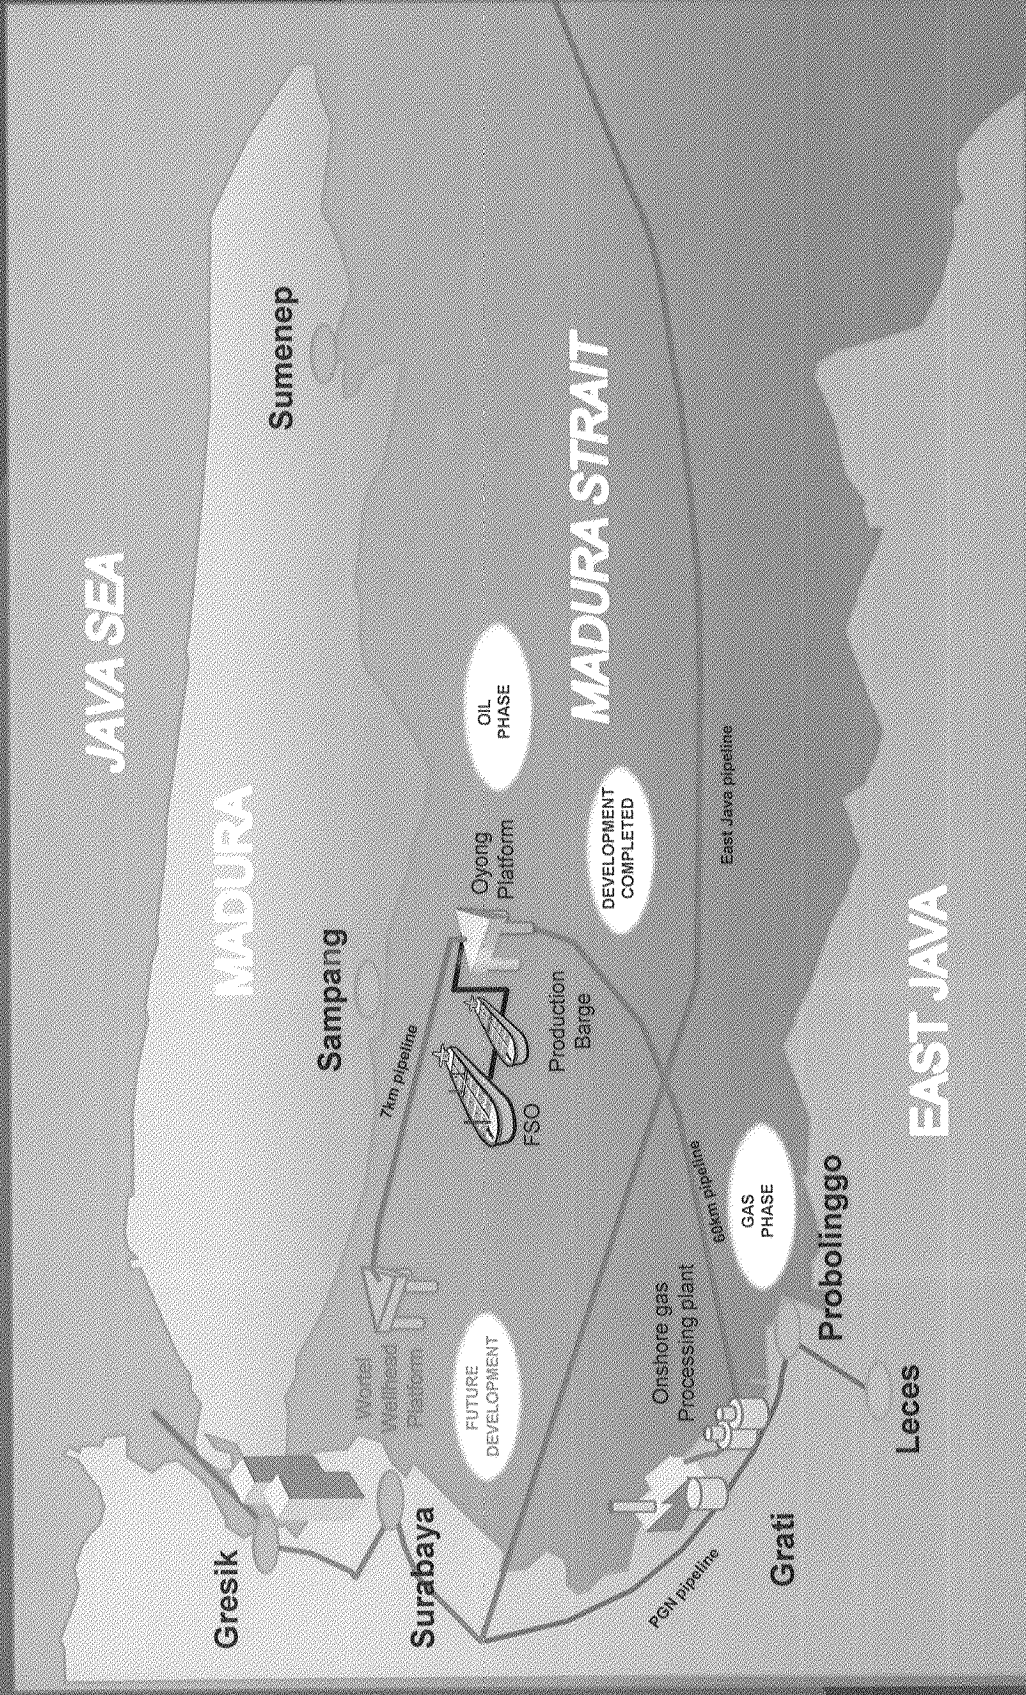 JAVA SEA
MADURA
Sumenep
Gresik
Sampang
Wortel
Wellhead
Platform
7km pipeline
Surabaya
FUTURE
DEVELOPMENT
Oyong
Platform
OIL
PHASE
FSO
Production
Barge
MADURA STRAIT
DEVELOPMENT
COMPLETED
Onshore gas
Processing plant
60km pipeline
East Java pipeline
PGN pipeline
GAS
PHASE
Grati
Probolinggo
Leces
EAST JAVA